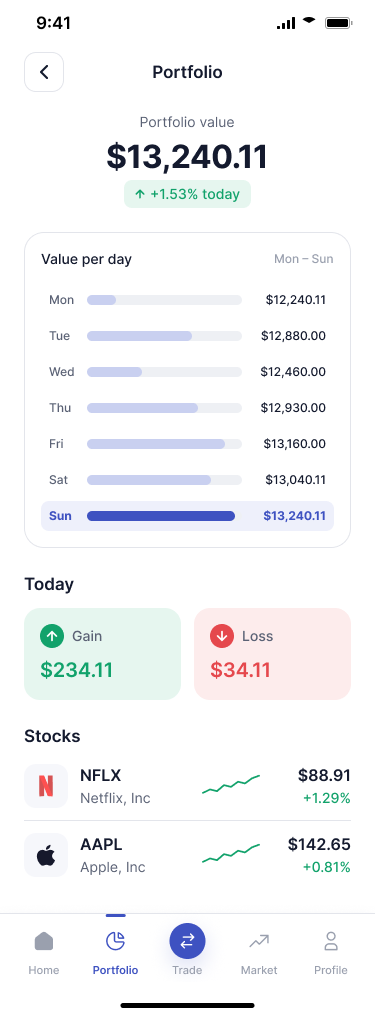 9:41
Portfolio
Portfolio value
$13,240.11
+1.53% today
Value per day Mon – Sun
Mon $12,240.11
Tue $12,880.00
Wed $12,460.00
Thu $12,930.00
Fri $13,160.00
Sat $13,040.11
Sun $13,240.11
Today
Gain
$234.11
Loss
$34.11
Stocks
NFLX $88.91
Netflix, Inc +1.29%
AAPL $142.65
Apple, Inc +0.81%
Home Portfolio Trade Market Profile